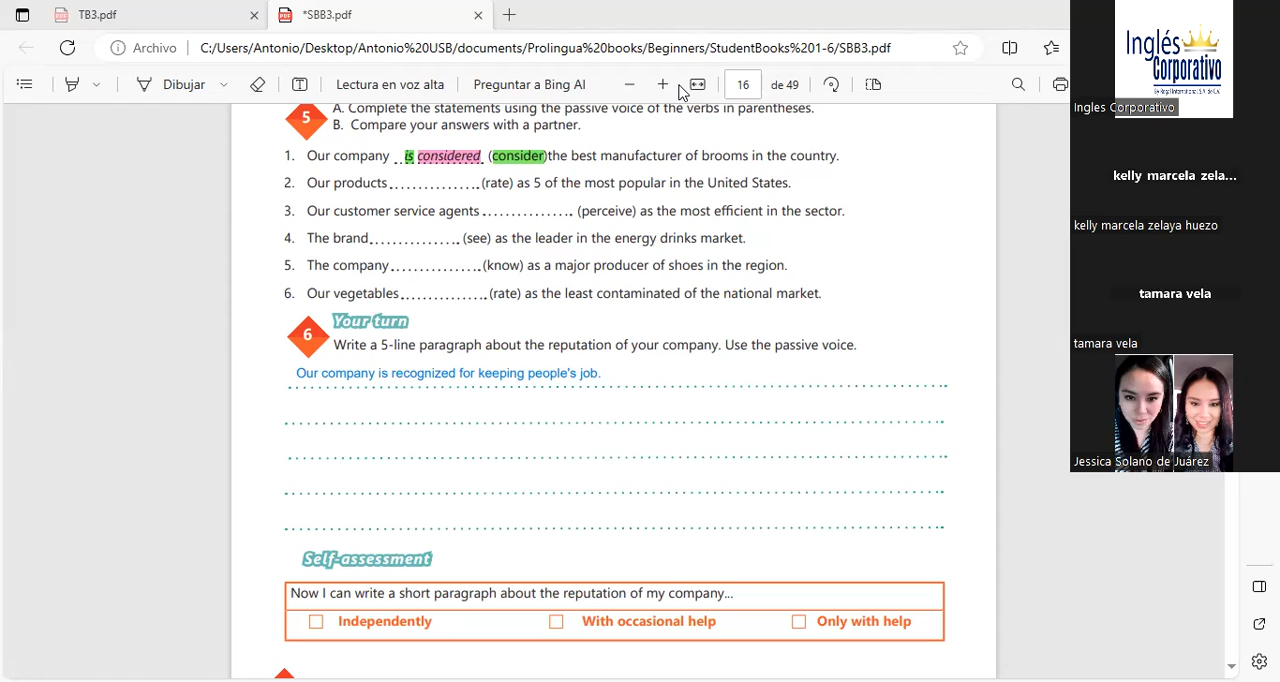 TB3.pdf
*SBB3.pdf
Archivo
C:/Users/Antonio/Desktop/Antonio%20USB/documents/Prolingua%20books/Beginners/StudentBooks%201-6/SBB3.pdf
Dibujar
Lectura en voz alta
Preguntar a Bing AI
16
de 49
5
A. Complete the statements using the passive voice of the verbs in parentheses.
B. Compare your answers with a partner.
1. Our company is considered (consider)the best manufacturer of brooms in the country.
2. Our products............... (rate) as 5 of the most popular in the United States.
3. Our customer service agents............... (perceive) as the most efficient in the sector.
4. The brand............... (see) as the leader in the energy drinks market.
5. The company............... (know) as a major producer of shoes in the region.
6. Our vegetables............... (rate) as the least contaminated of the national market.
6
Your turn
Write a 5-line paragraph about the reputation of your company. Use the passive voice.
Our company is recognized for keeping people's job.
Self-assessment
Now I can write a short paragraph about the reputation of my company...
Independently
With occasional help
Only with help
Inglés
Corporativo
by Regal International, S.A. de C.V.
Ingles Corporativo
kelly marcela zela...
kelly marcela zelaya huezo
tamara vela
tamara vela
Jessica Solano de Juárez